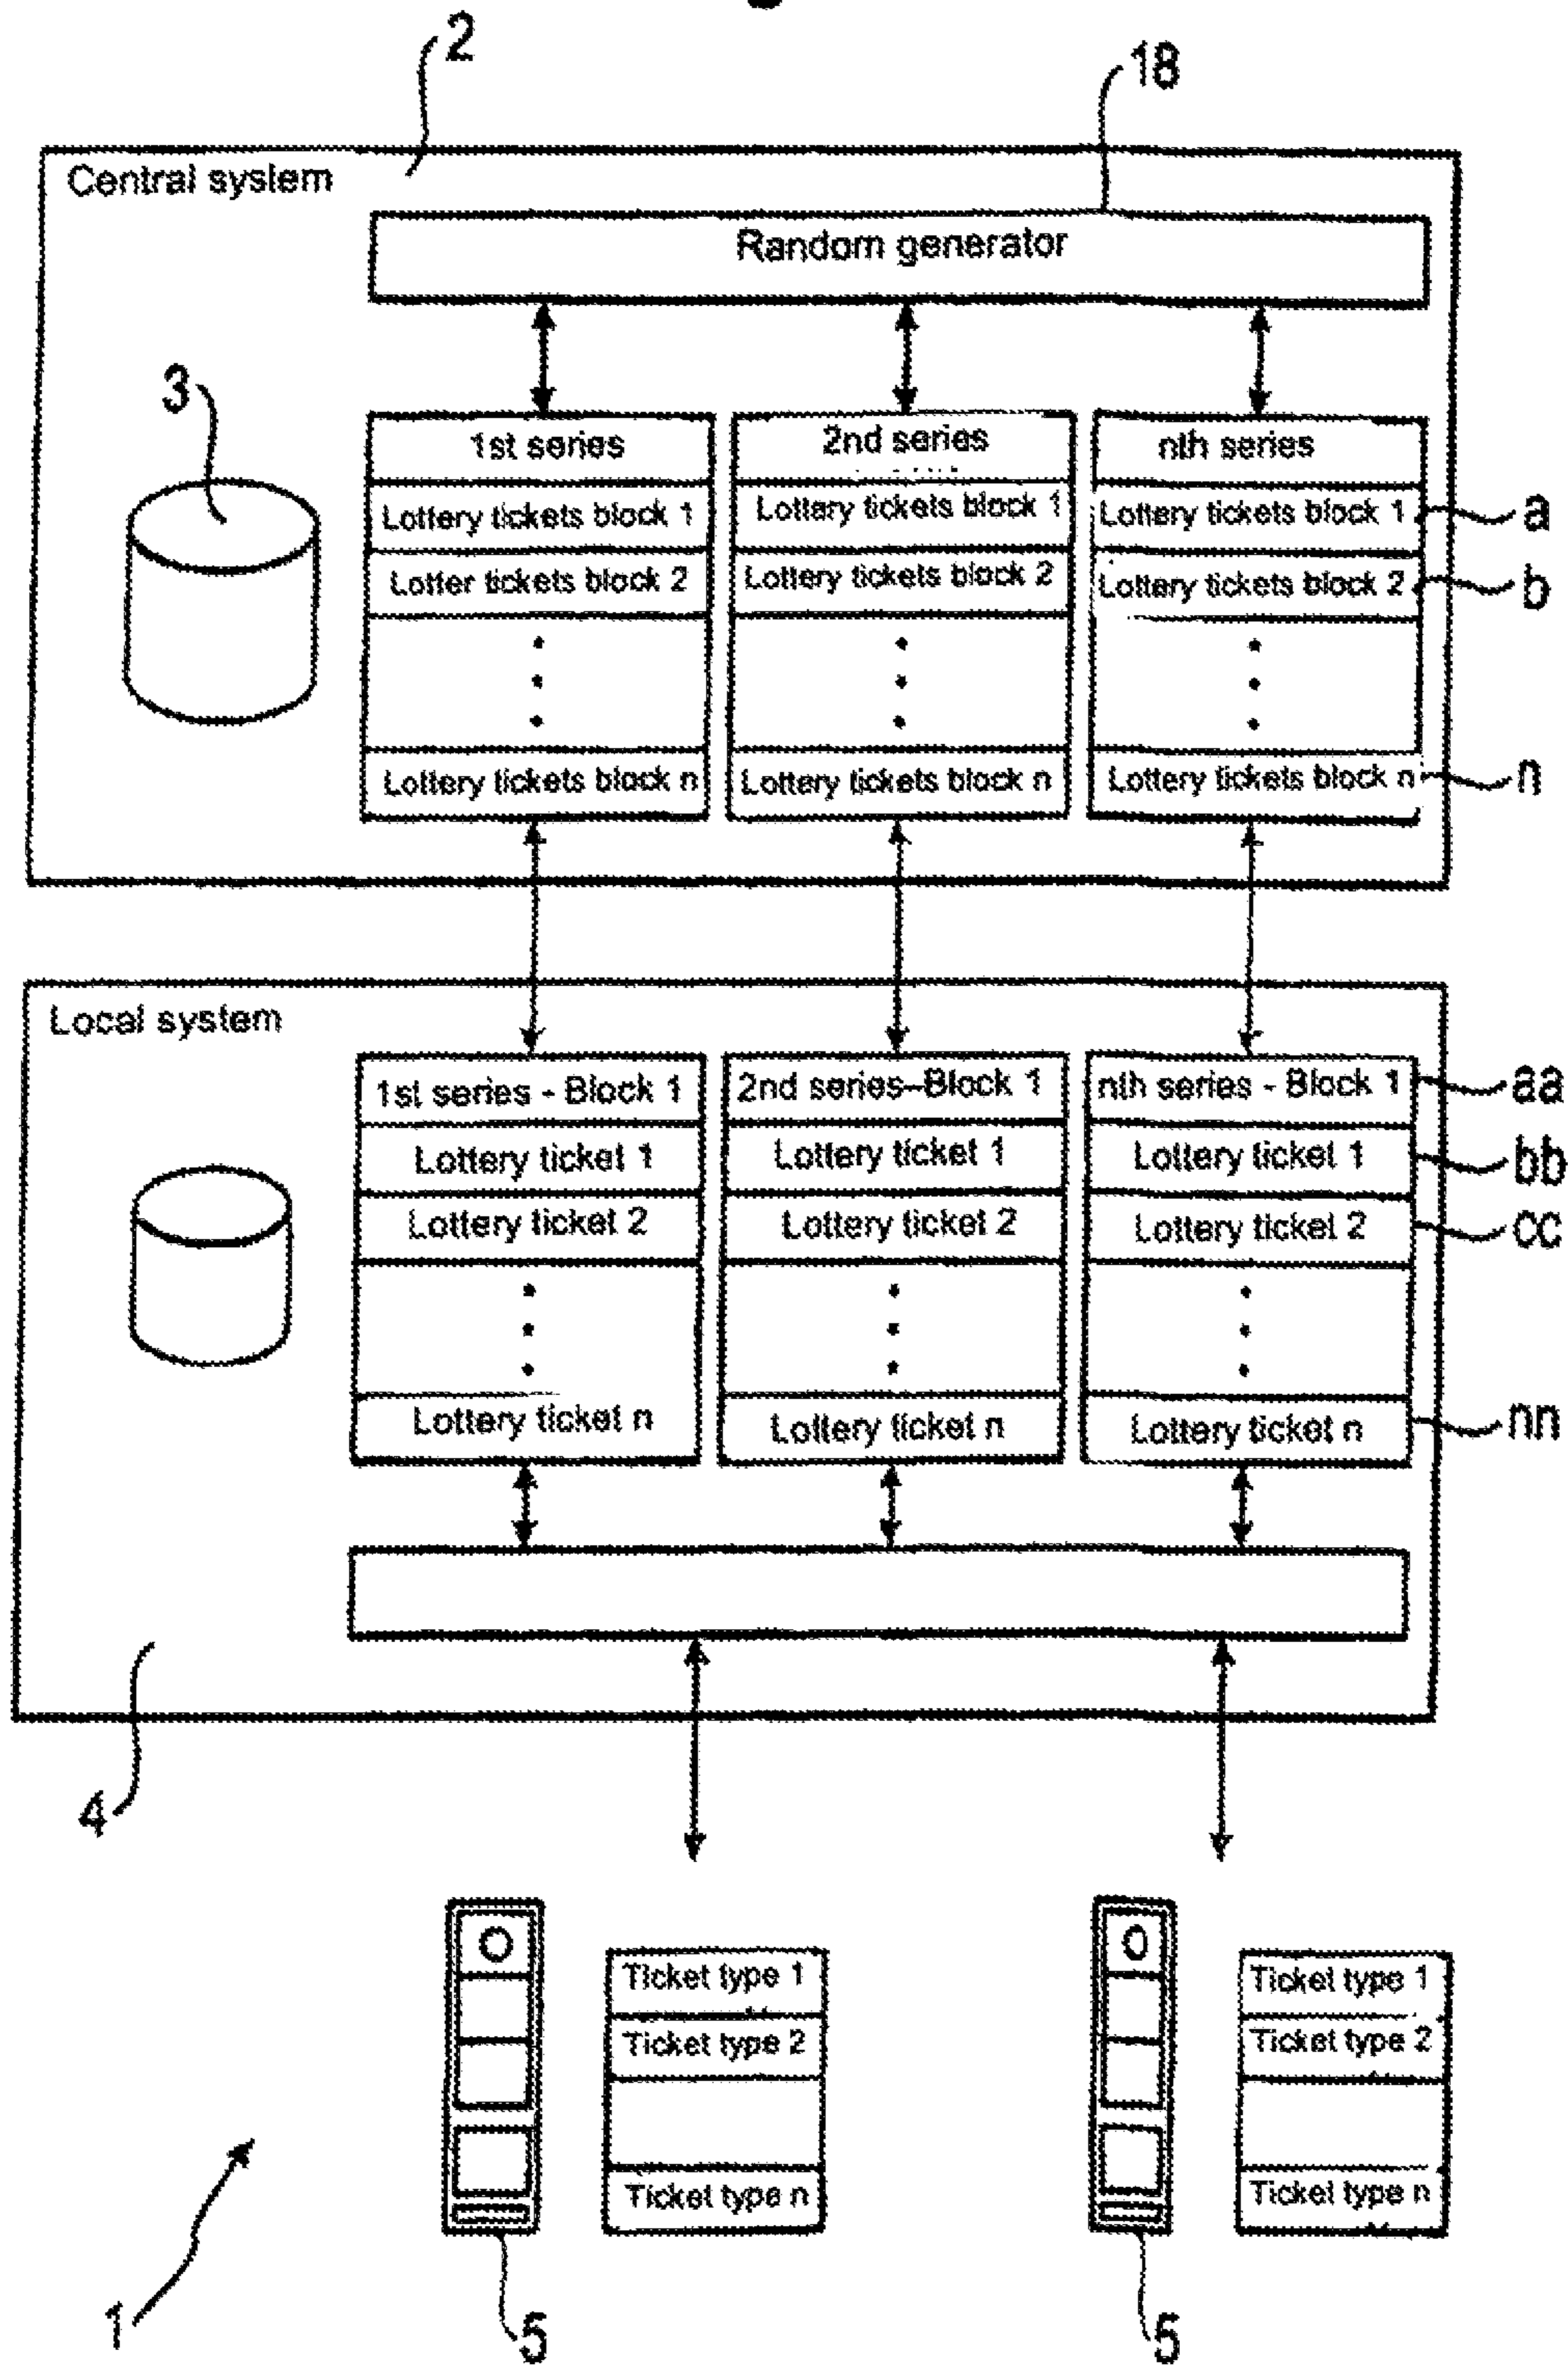 2
18
Central system
Random generator
3
1st series
2nd series
nth series
Lottery tickets block 1
Lottery tickets block 1
Lottery tickets block 1
a
Lotter tickets block 2
Lottery tickets block 2
Lottery tickets block 2
b
Lottery tickets block n
Lottery tickets block n
Lottery tickets block n
n
Local system
1st series - Block 1
2nd series–Block 1
nth series - Block 1
aa
Lottery ticket 1
Lottery ticket 1
Lottery ticket 1
bb
Lottery ticket 2
Lottery ticket 2
Lottery ticket 2
cc
Lottery ticket n
Lottery ticket n
Lottery ticket n
nn
4
Ticket type 1
Ticket type 1
Ticket type 2
Ticket type 2
Ticket type n
Ticket type n
1
5
5